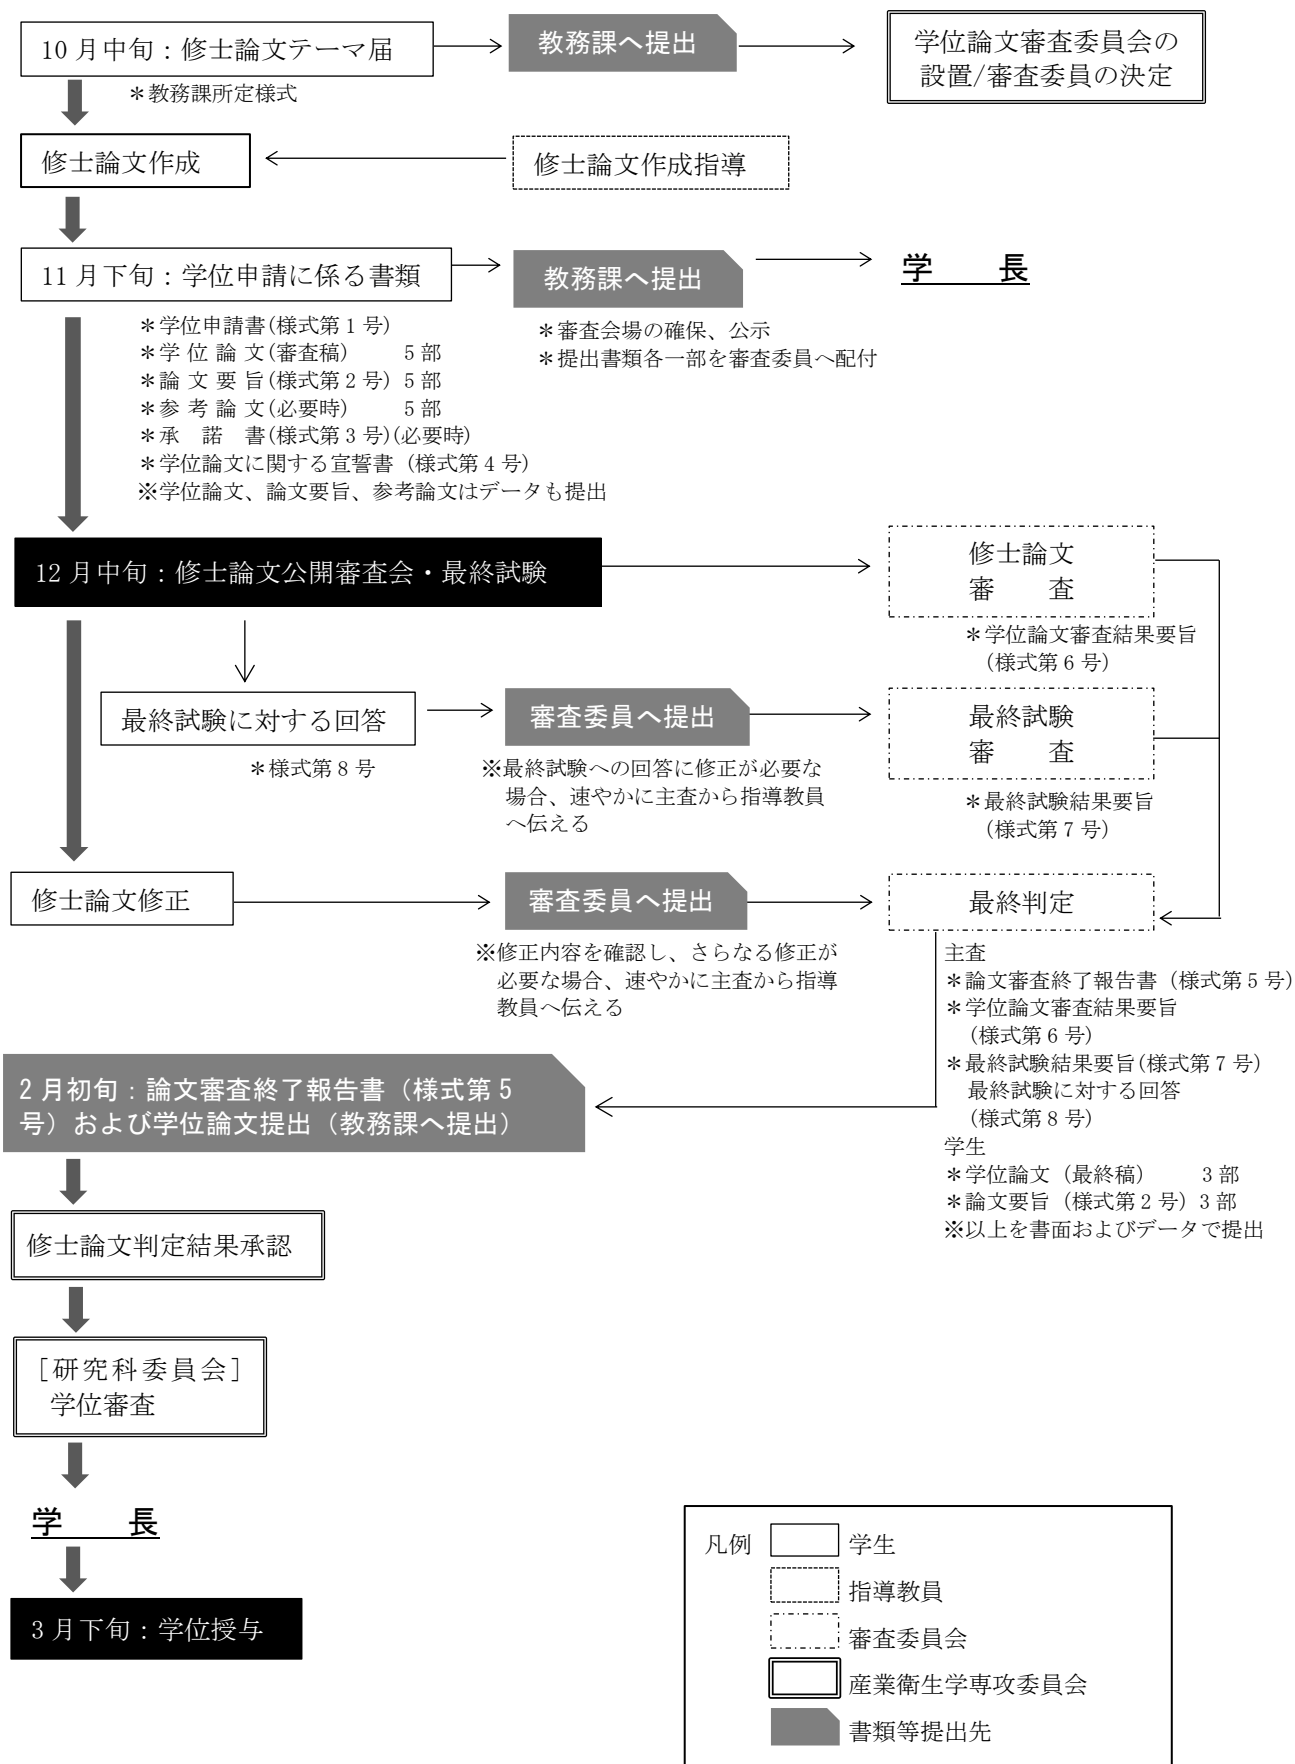 10月中旬：修士論文テーマ届
教務課へ提出
学位論文審査委員会の
設置/審査委員の決定
＊教務課所定様式
修士論文作成
修士論文作成指導
11月下旬：学位申請に係る書類
教務課へ提出
学　　長
＊学位申請書(様式第1号)
＊学 位 論 文(審査稿)　　5部
＊論 文 要 旨(様式第2号) 5部
＊参 考 論 文(必要時)　　5部
＊承　諾　書(様式第3号)(必要時)
＊学位論文に関する宣誓書（様式第4号）
※学位論文、論文要旨、参考論文はデータも提出
＊審査会場の確保、公示
＊提出書類各一部を審査委員へ配付
12月中旬：修士論文公開審査会・最終試験
修士論文
審　　査
＊学位論文審査結果要旨
（様式第6号）
最終試験に対する回答
＊様式第8号
審査委員へ提出
※最終試験への回答に修正が必要な
場合、速やかに主査から指導教員
へ伝える
最終試験
審　　査
＊最終試験結果要旨
（様式第7号）
修士論文修正
審査委員へ提出
※修正内容を確認し、さらなる修正が
必要な場合、速やかに主査から指導
教員へ伝える
最終判定
主査
＊論文審査終了報告書（様式第5号）
＊学位論文審査結果要旨
（様式第6号）
＊最終試験結果要旨(様式第7号)
最終試験に対する回答
（様式第8号）
学生
＊学位論文（最終稿）　　3部
＊論文要旨（様式第2号）3部
※以上を書面およびデータで提出
2月初旬：論文審査終了報告書（様式第5
号）および学位論文提出（教務課へ提出）
修士論文判定結果承認
［研究科委員会］
学位審査
学　　長
3月下旬：学位授与
凡例
学生
指導教員
審査委員会
産業衛生学専攻委員会
書類等提出先